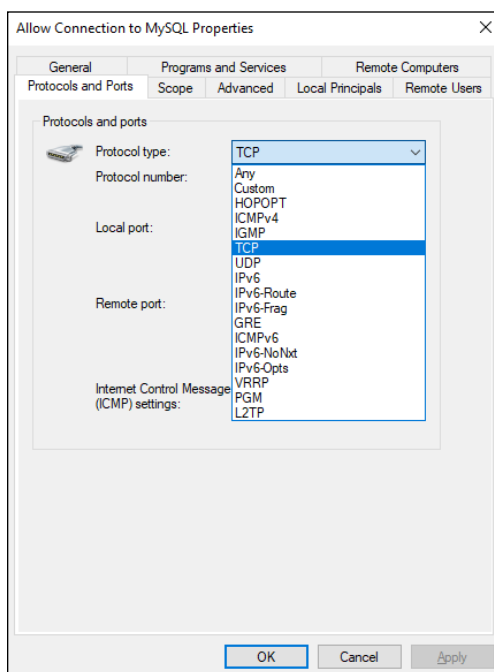 Allow Connection to MySQL Properties
General Programs and Services Remote Computers
Protocols and Ports Scope Advanced Local Principals Remote Users
Protocols and ports
Protocol type: TCP
Protocol number:
Local port:
Remote port:
Internet Control Message
(ICMP) settings:
Any
Custom
HOPOPT
ICMPv4
IGMP
TCP
UDP
IPv6
IPv6-Route
IPv6-Frag
GRE
ICMPv6
IPv6-NoNxt
IPv6-Opts
VRRP
PGM
L2TP
OK Cancel Apply